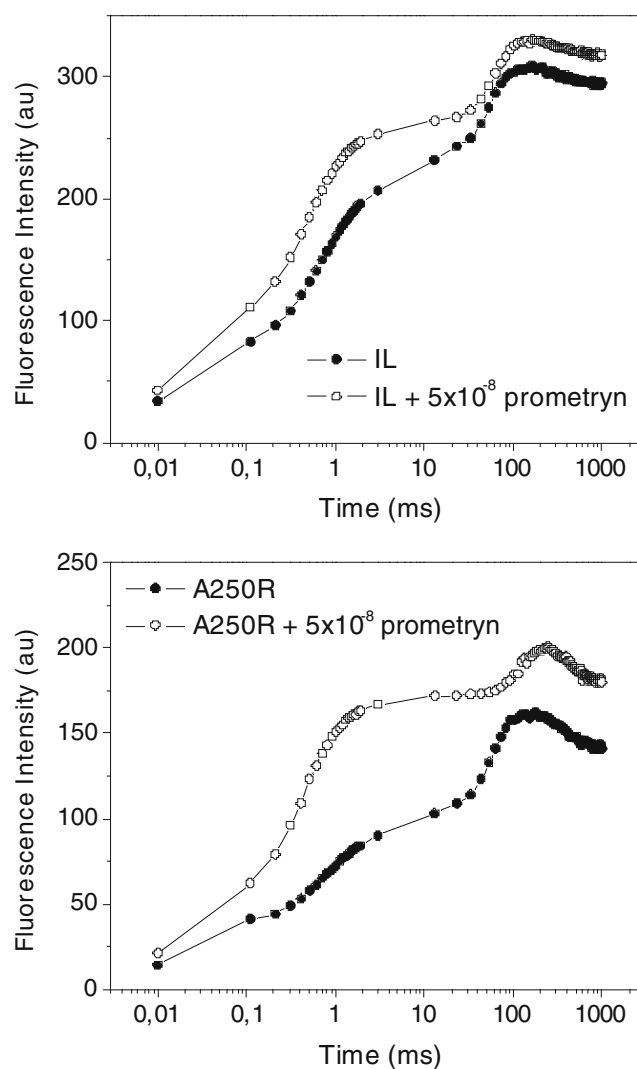 Fluorescence Intensity (au)
300
200
100
0
IL
IL + 5x10⁻⁸ prometryn
0,01 0,1 1 10 100 1000
Time (ms)
Fluorescence Intensity (au)
250
200
150
100
50
0
A250R
A250R + 5x10⁻⁸ prometryn
0,01 0,1 1 10 100 1000
Time (ms)